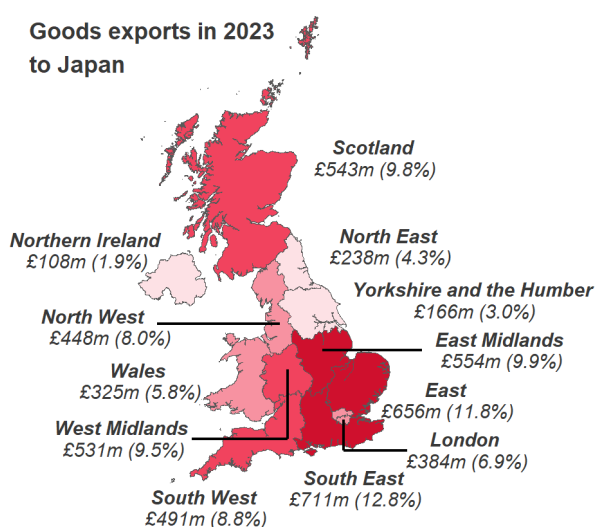 Goods exports in 2023
to Japan
Scotland
£543m (9.8%)
Northern Ireland
£108m (1.9%)
North East
£238m (4.3%)
Yorkshire and the Humber
£166m (3.0%)
North West
£448m (8.0%)
East Midlands
£554m (9.9%)
Wales
£325m (5.8%)
East
£656m (11.8%)
West Midlands
£531m (9.5%)
London
£384m (6.9%)
South East
£711m (12.8%)
South West
£491m (8.8%)